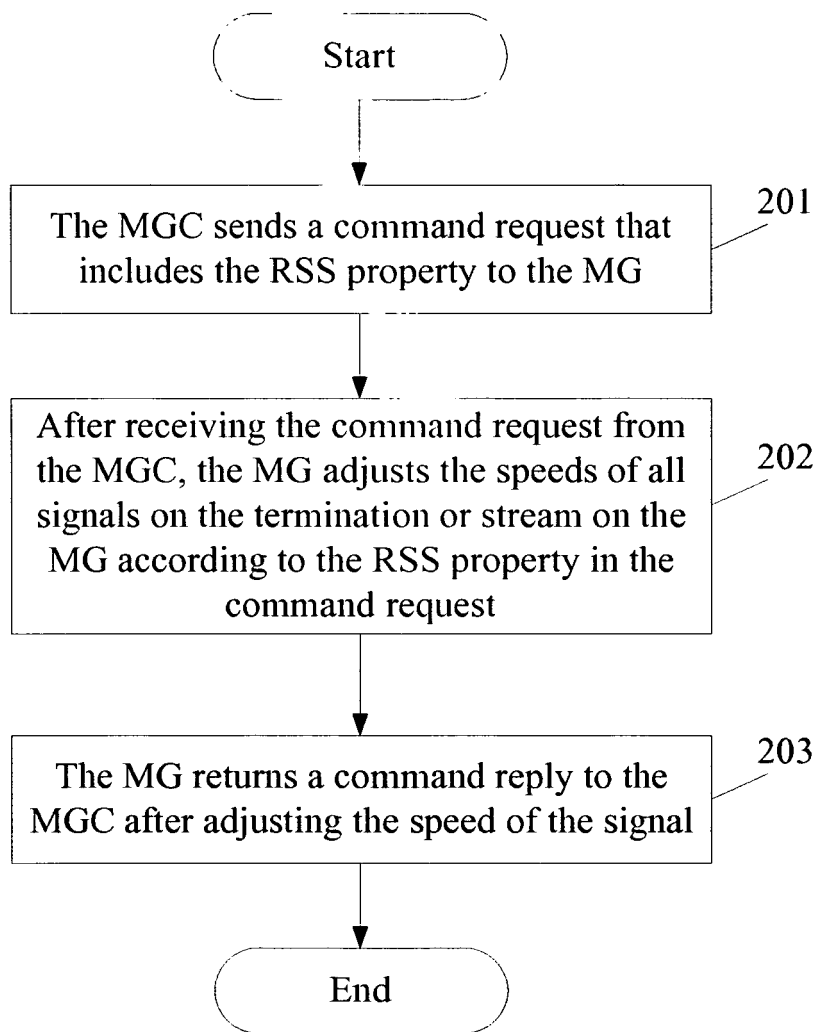 Start
The MGC sends a command request that
includes the RSS property to the MG
201
After receiving the command request from
the MGC, the MG adjusts the speeds of all
signals on the termination or stream on the
MG according to the RSS property in the
command request
202
The MG returns a command reply to the
MGC after adjusting the speed of the signal
203
End